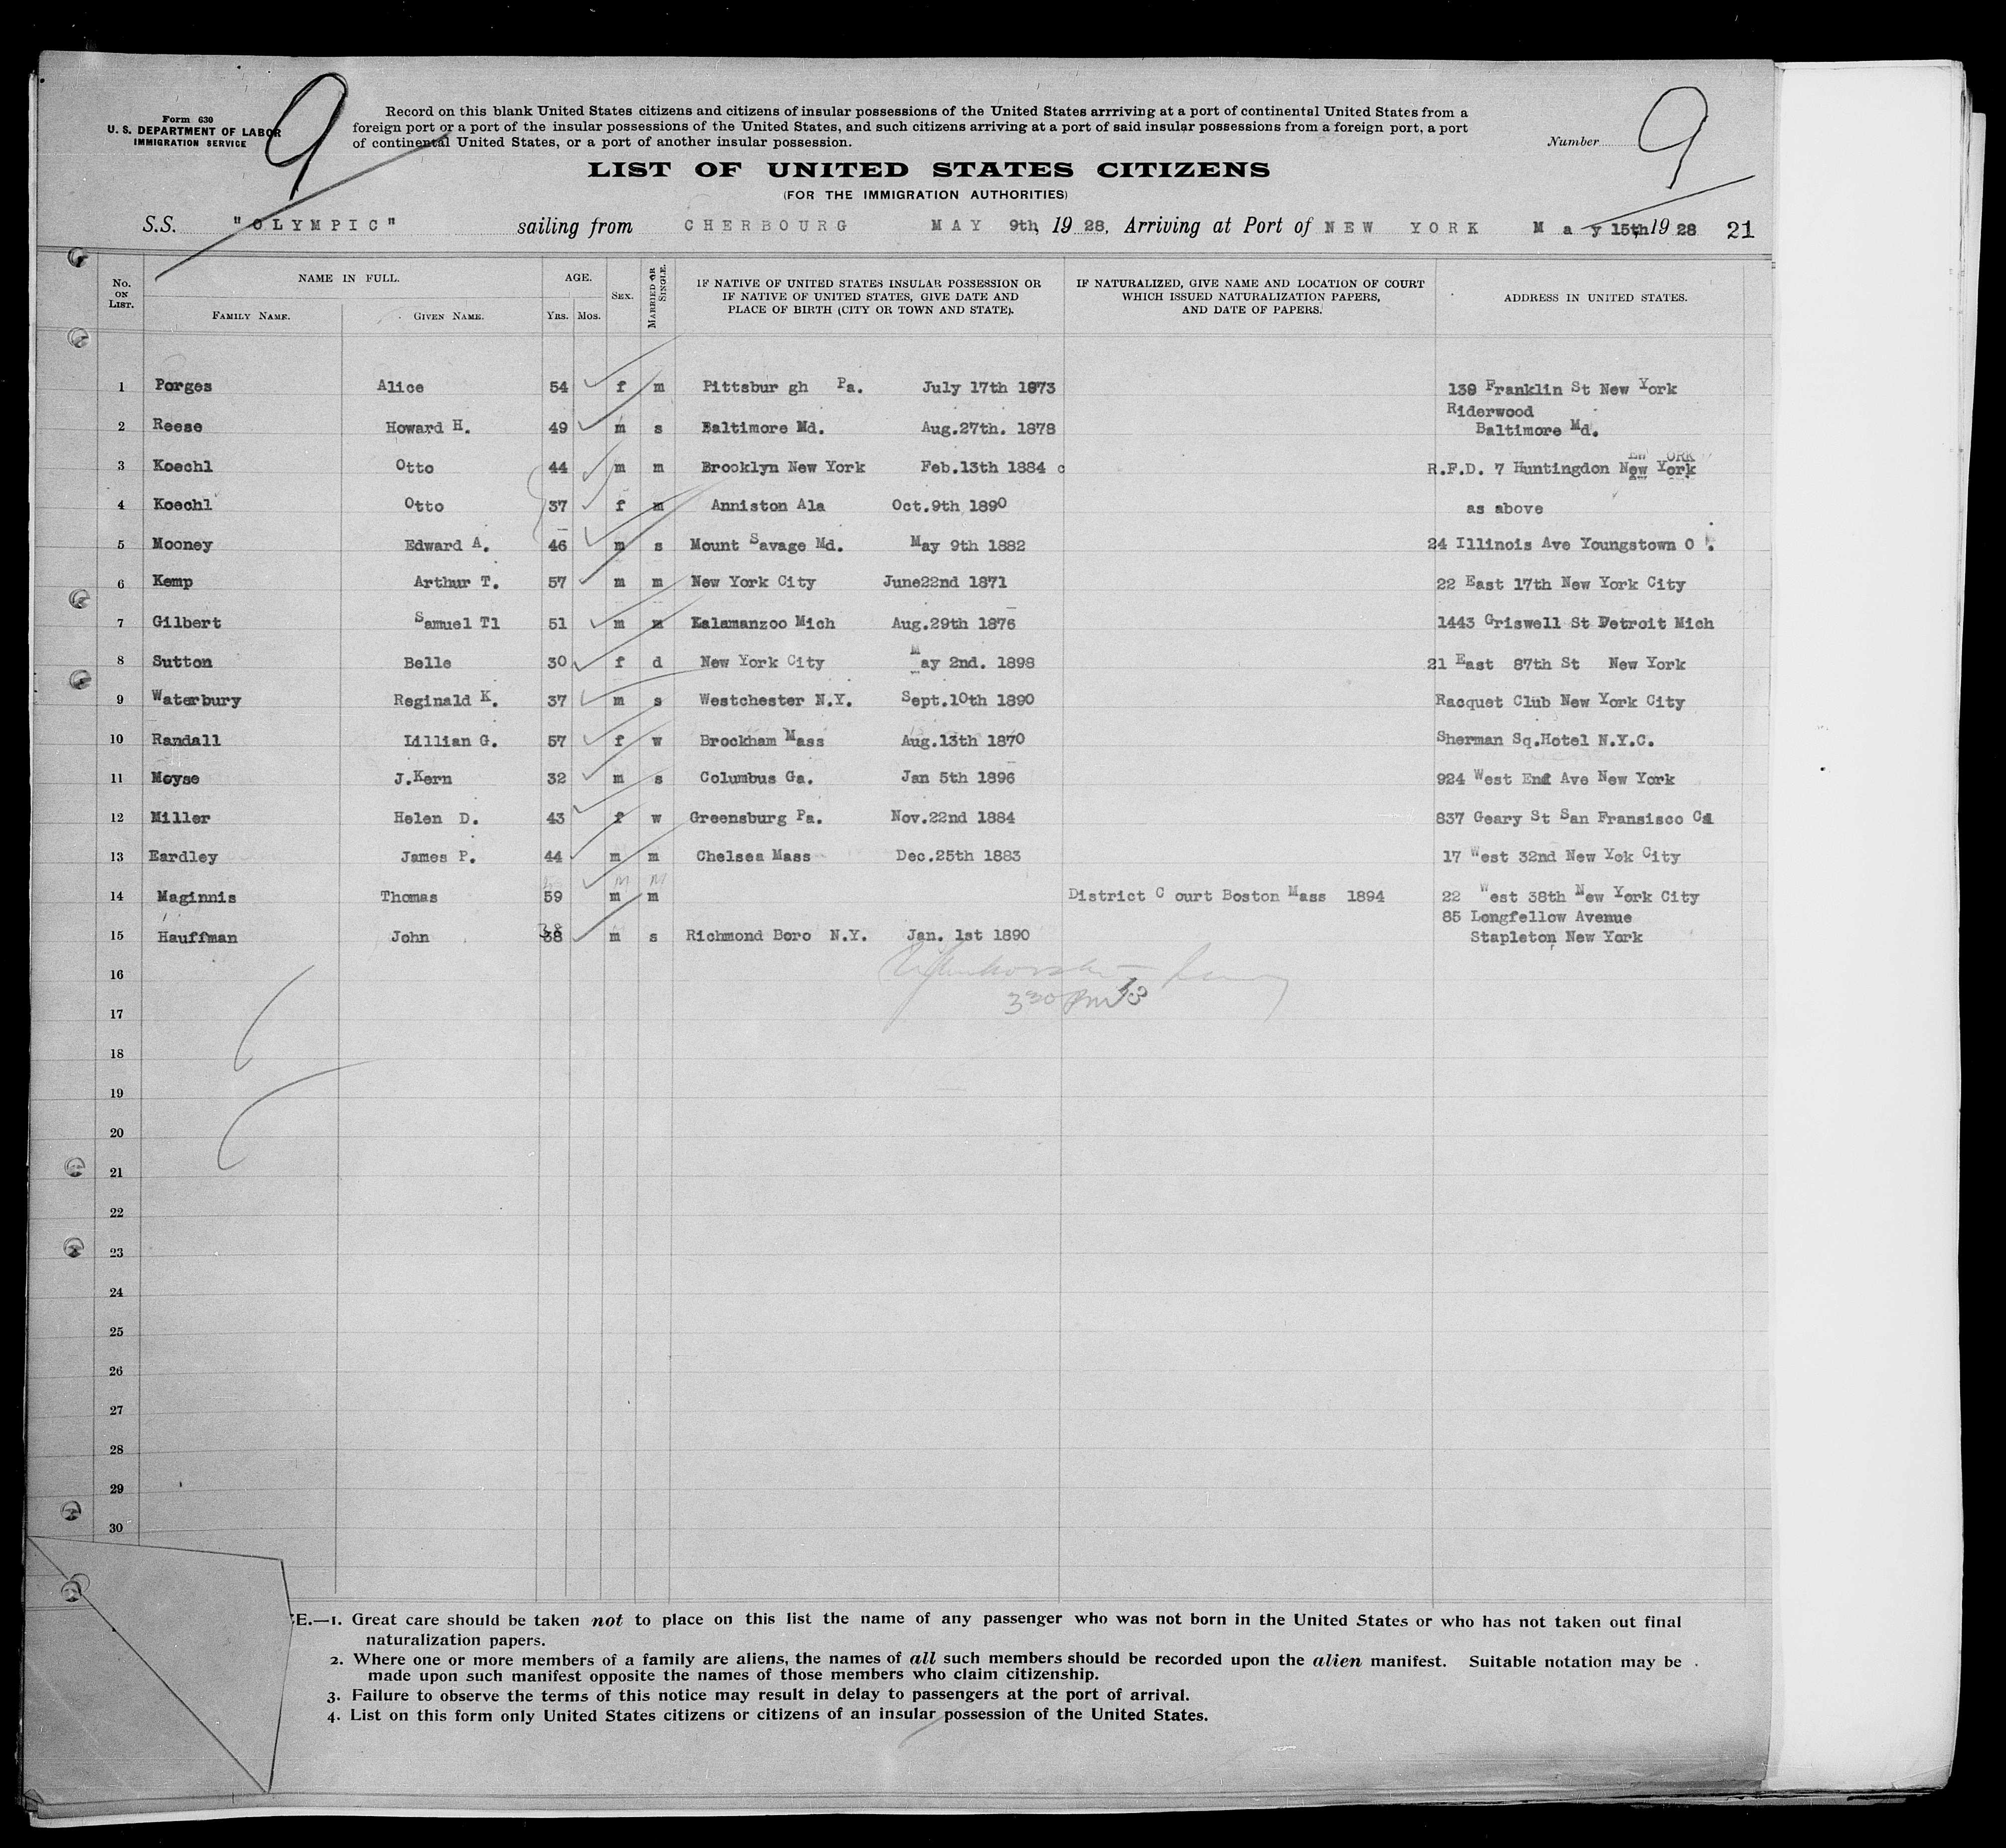 9
Form 630
U. S. DEPARTMENT OF LABOR
IMMIGRATION SERVICE
Record on this blank United States citizens and citizens of insular possessions of the United States arrriving at a port of continental United States from a
foreign port or a port of the insular possessions of the United States, and such citizens arriving at a port of said insular possessions from a foreign port, a port
of continental United States, or a port of another insular possession.
Number 9
LIST OF UNITED STATES CITIZENS
(FOR THE IMMIGRATION AUTHORITIES)
S.S. "OLYMPIC" sailing from CHERBOURG MAY 9th, 1928, Arriving at Port of NEW YORK May 15th, 1928 21
No. ON LIST. NAME IN FULL. AGE. SEX. MARRIED OR SINGLE. IF NATIVE OF UNITED STATES INSULAR POSSESSION OR IF NATIVE OF UNITED STATES, GIVE DATE AND PLACE OF BIRTH (CITY OR TOWN AND STATE). IF NATURALIZED, GIVE NAME AND LOCATION OF COURT WHICH ISSUED NATURALIZATION PAPERS, AND DATE OF PAPERS. ADDRESS IN UNITED STATES.
FAMILY NAME. GIVEN NAME. YRS. MOS.
1 Porges Alice 54 f m Pittsbur gh Pa. July 17th 1873 139 Franklin St New York
2 Reese Howard H. 49 m s Baltimore Md. Aug.27th. 1878 Riderwood
Baltimore Md.
3 Koechl Otto 44 m m Brooklyn New York Feb.13th 1884 R.F.D. 7 Huntingdon New York
4 Koechl Otto 37 f m Anniston Ala Oct.9th 1890 as above
5 Mooney Edward A. 46 m s Mount Savage Md. May 9th 1882 24 Illinois Ave Youngstown O .
6 Kemp Arthur T. 57 m m New York City June22nd 1871 22 East 17th New York City
7 Gilbert Samuel Tl 51 m m Kalamanzoo Mich Aug.29th 1876 1443 Griswell St Detroit Mich
8 Sutton Belle 30 f d New York City May 2nd. 1898 21 East 87th St New York
9 Waterbury Reginald K. 37 m s Westchester N.Y. Sept.10th 1890 Racquet Club New York City
10 Randall Lillian G. 57 f w Brockham Mass Aug.13th 1870 Sherman Sq.Hotel N.Y.C.
11 Moyse J.Kern 32 m s Columbus Ga. Jan 5th 1896 924 West End Ave New York
12 Miller Helen D. 43 f w Greensburg Pa. Nov.22nd 1884 837 Geary St San Fransisco Ca
13 Eardley James P. 44 m m Chelsea Mass Dec.25th 1883 17 West 32nd New Yok City
14 Maginnis Thomas 59 m m District C ourt Boston Mass 1894 22 West 38th New York City
15 Hauffman John 38 m s Richmond Boro N.Y. Jan. 1st 1890 85 Longfellow Avenue
Stapleton New York
16
3 30 Pm
17
18
19
20
21
22
23
24
25
26
27
28
29
30
E.—1. Great care should be taken not to place on this list the name of any passenger who was not born in the United States or who has not taken out final
naturalization papers.
2. Where one or more members of a family are aliens, the names of all such members should be recorded upon the alien manifest. Suitable notation may be
made upon such manifest opposite the names of those members who claim citizenship.
3. Failure to observe the terms of this notice may result in delay to passengers at the port of arrival.
4. List on this form only United States citizens or citizens of an insular possession of the United States.